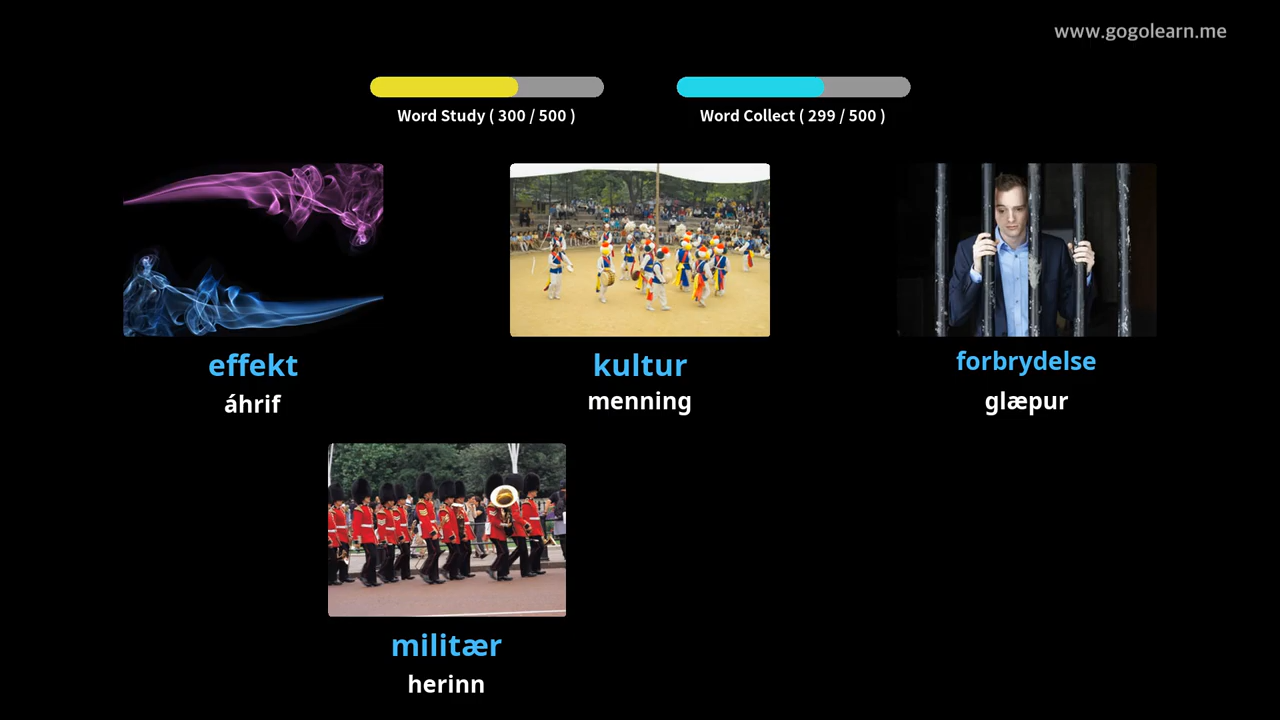 www.gogolearn.me
Word Study ( 300 / 500 )
Word Collect ( 299 / 500 )
effekt
áhrif
kultur
menning
forbrydelse
glæpur
militær
herinn